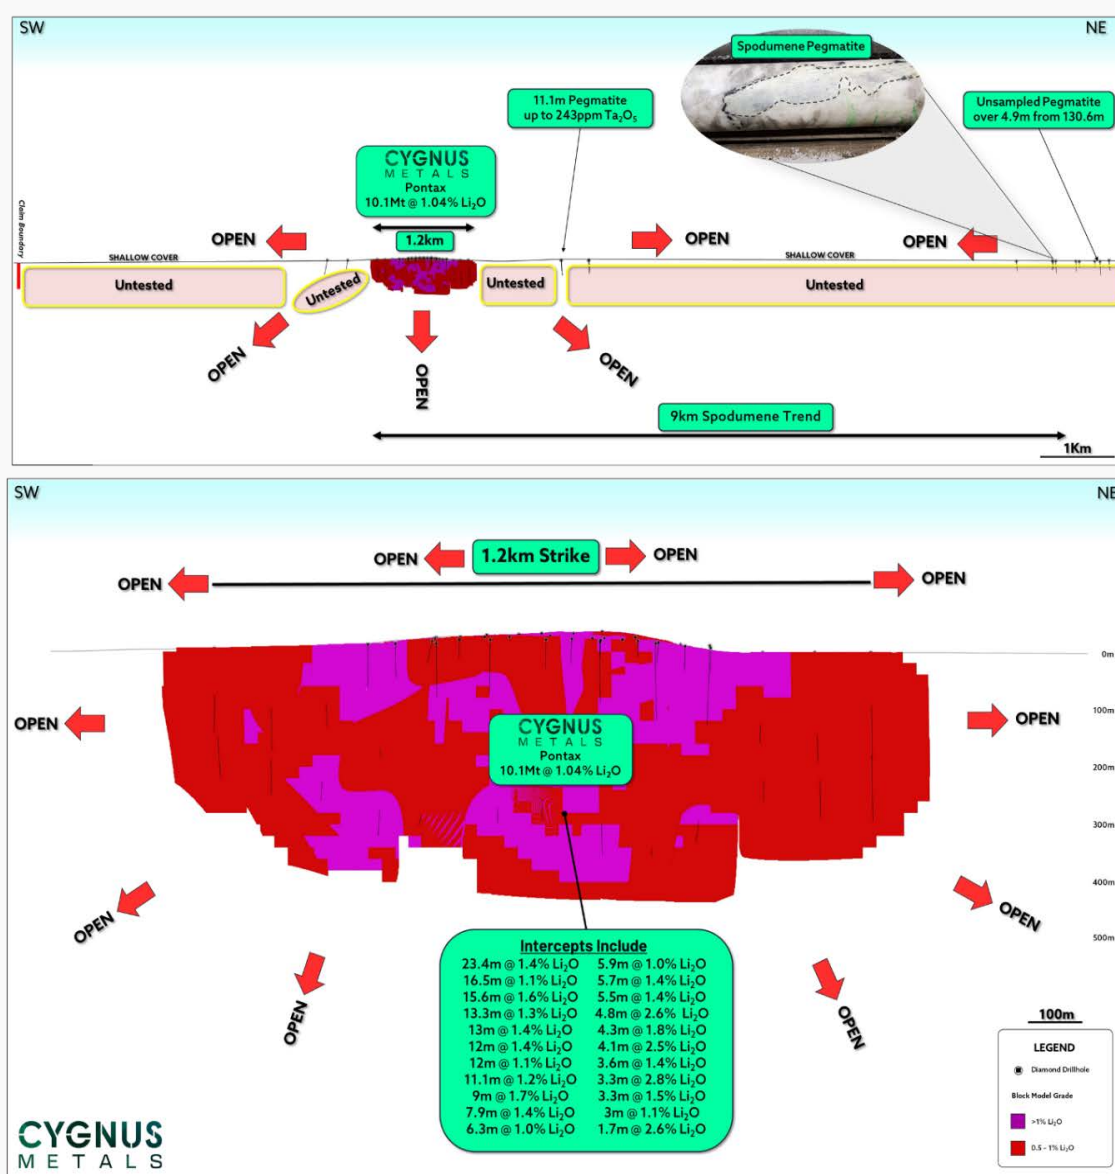 SW
NE
Spodumene Pegmatite
11.1m Pegmatite
up to 243ppm Ta₂O₅
Unsampled Pegmatite
over 4.9m from 130.6m
CYGNUS
METALS
Pontax
10.1Mt @ 1.04% Li₂O
Claim Boundary
1.2km
OPEN
OPEN
OPEN
SHALLOW COVER
SHALLOW COVER
Untested
Untested
Untested
Untested
OPEN
OPEN
OPEN
9km Spodumene Trend
1Km
SW
NE
OPEN
OPEN
1.2km Strike
OPEN
OPEN
0m
OPEN
CYGNUS
METALS
Pontax
10.1Mt @ 1.04% Li₂O
OPEN
100m
200m
300m
400m
500m
OPEN
OPEN
OPEN
OPEN
Intercepts Include
23.4m @ 1.4% Li₂O 5.9m @ 1.0% Li₂O
16.5m @ 1.1% Li₂O 5.7m @ 1.4% Li₂O
15.6m @ 1.6% Li₂O 5.5m @ 1.4% Li₂O
13.3m @ 1.3% Li₂O 4.8m @ 2.6% Li₂O
13m @ 1.4% Li₂O 4.3m @ 1.8% Li₂O
12m @ 1.4% Li₂O 4.1m @ 2.5% Li₂O
12m @ 1.1% Li₂O 3.6m @ 1.4% Li₂O
11.1m @ 1.2% Li₂O 3.3m @ 2.8% Li₂O
9m @ 1.7% Li₂O 3.3m @ 1.5% Li₂O
7.9m @ 1.4% Li₂O 3m @ 1.1% Li₂O
6.3m @ 1.0% Li₂O 1.7m @ 2.6% Li₂O
100m
LEGEND
Diamond Drillhole
Block Model Grade
>1% Li₂O
0.5 – 1% Li₂O
CYGNUS
METALS